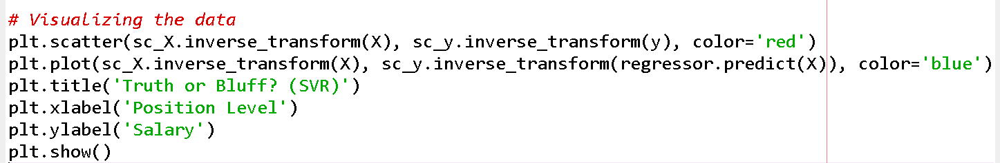 # Visualizing the data
plt.scatter(sc_X.inverse_transform(X), sc_y.inverse_transform(y), color='red')
plt.plot(sc_X.inverse_transform(X), sc_y.inverse_transform(regressor.predict(X)), color='blue')
plt.title('Truth or Bluff? (SVR)')
plt.xlabel('Position Level')
plt.ylabel('Salary')
plt.show()